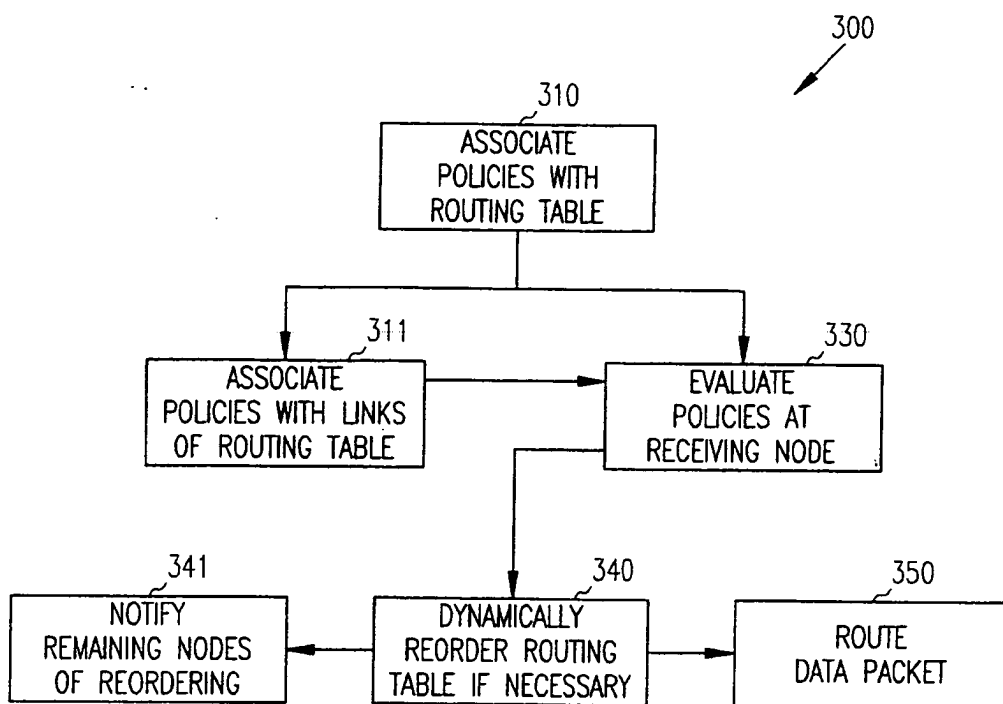 300
310
ASSOCIATE
POLICIES WITH
ROUTING TABLE
311
ASSOCIATE
POLICIES WITH LINKS
OF ROUTING TABLE
330
EVALUATE
POLICIES AT
RECEIVING NODE
341
NOTIFY
REMAINING NODES
OF REORDERING
340
DYNAMICALLY
REORDER ROUTING
TABLE IF NECESSARY
350
ROUTE
DATA PACKET